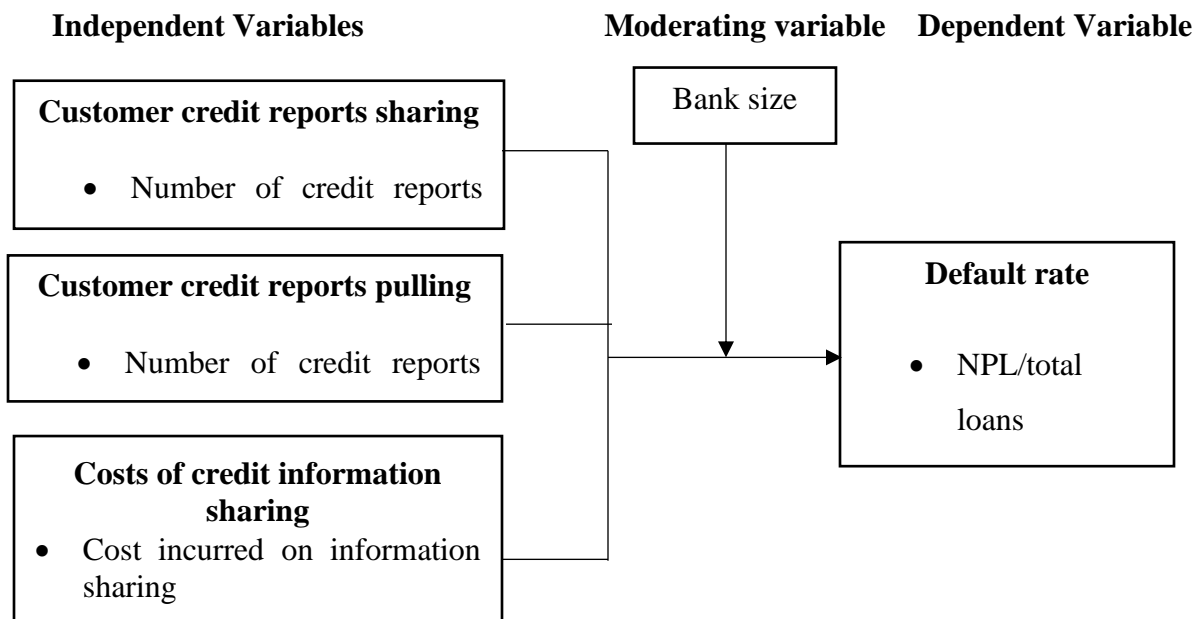 Independent Variables Moderating variable Dependent Variable
Customer credit reports sharing
• Number of credit reports
Bank size
Customer credit reports pulling
• Number of credit reports
Default rate
• NPL/total
loans
Costs of credit information
sharing
• Cost incurred on information
sharing